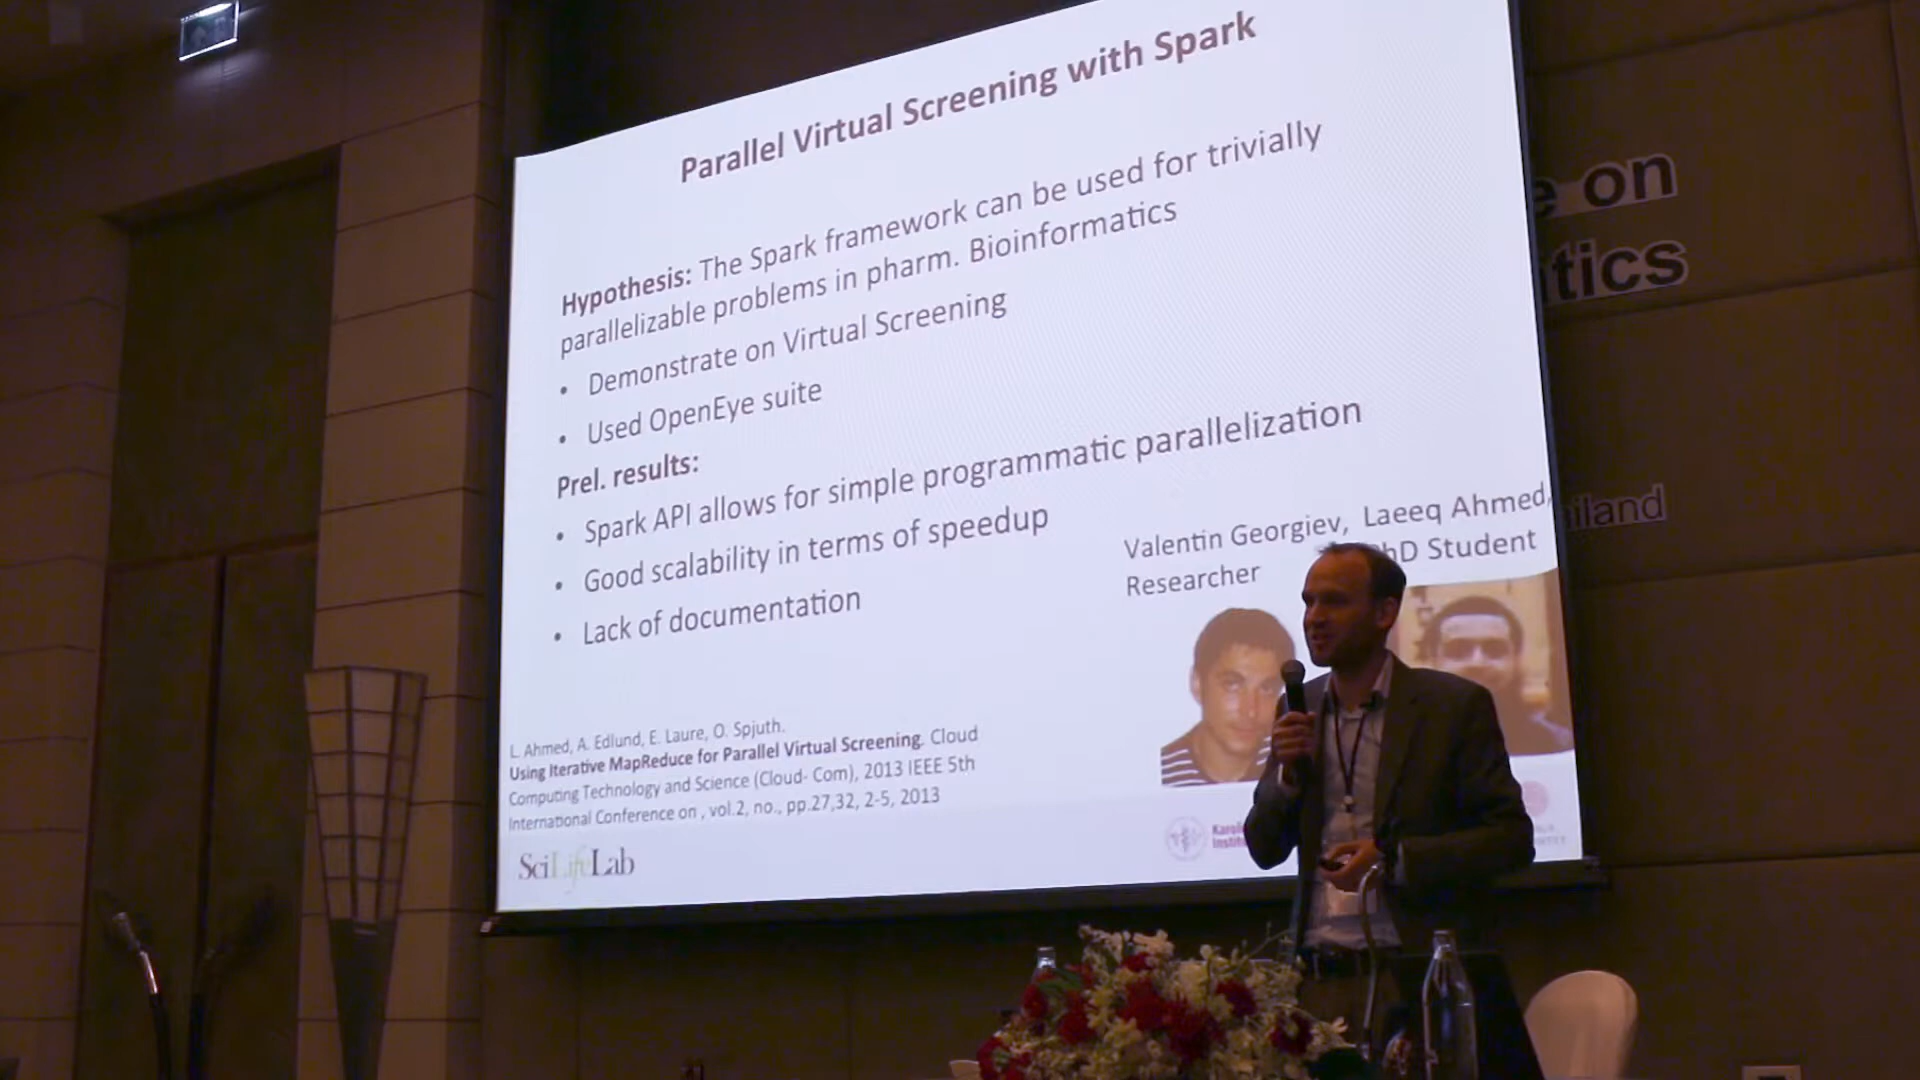 Parallel Virtual Screening with Spark
Hypothesis: The Spark framework can be used for trivially
parallelizable problems in pharm. Bioinformatics
• Demonstrate on Virtual Screening
• Used OpenEye suite
Prel. results:
• Spark API allows for simple programmatic parallelization
• Good scalability in terms of speedup
• Lack of documentation
Valentin Georgiev,
Researcher
Laeeq Ahmed,
hD Student
L. Ahmed, A. Edlund, E. Laure, O. Spjuth.
Using Iterative MapReduce for Parallel Virtual Screening. Cloud
Computing Technology and Science (Cloud- Com), 2013 IEEE 5th
International Conference on , vol.2, no., pp.27,32, 2-5, 2013
SciLifeLab
Karoli
Institu
e on
tics
iland